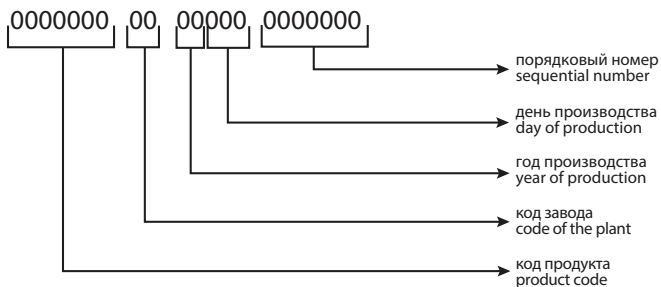 0000000 00 00000 0000000
порядковый номер
sequential number
день производства
day of production
год производства
year of production
код завода
code of the plant
код продукта
product code